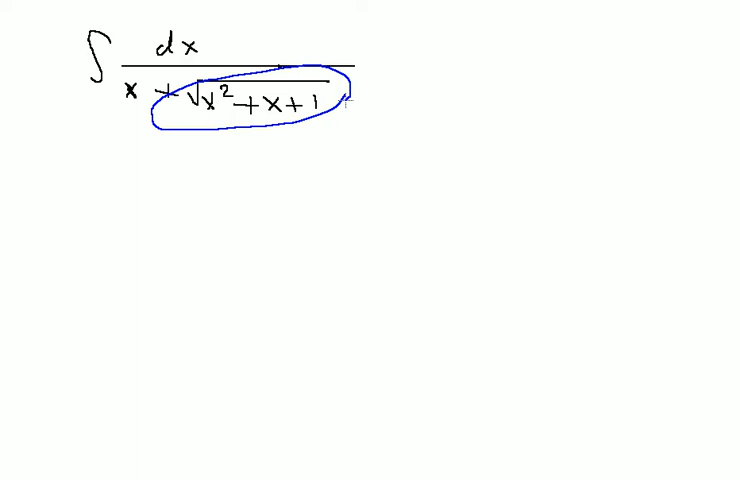 ∫ dx / (x + √(x² + x + 1))